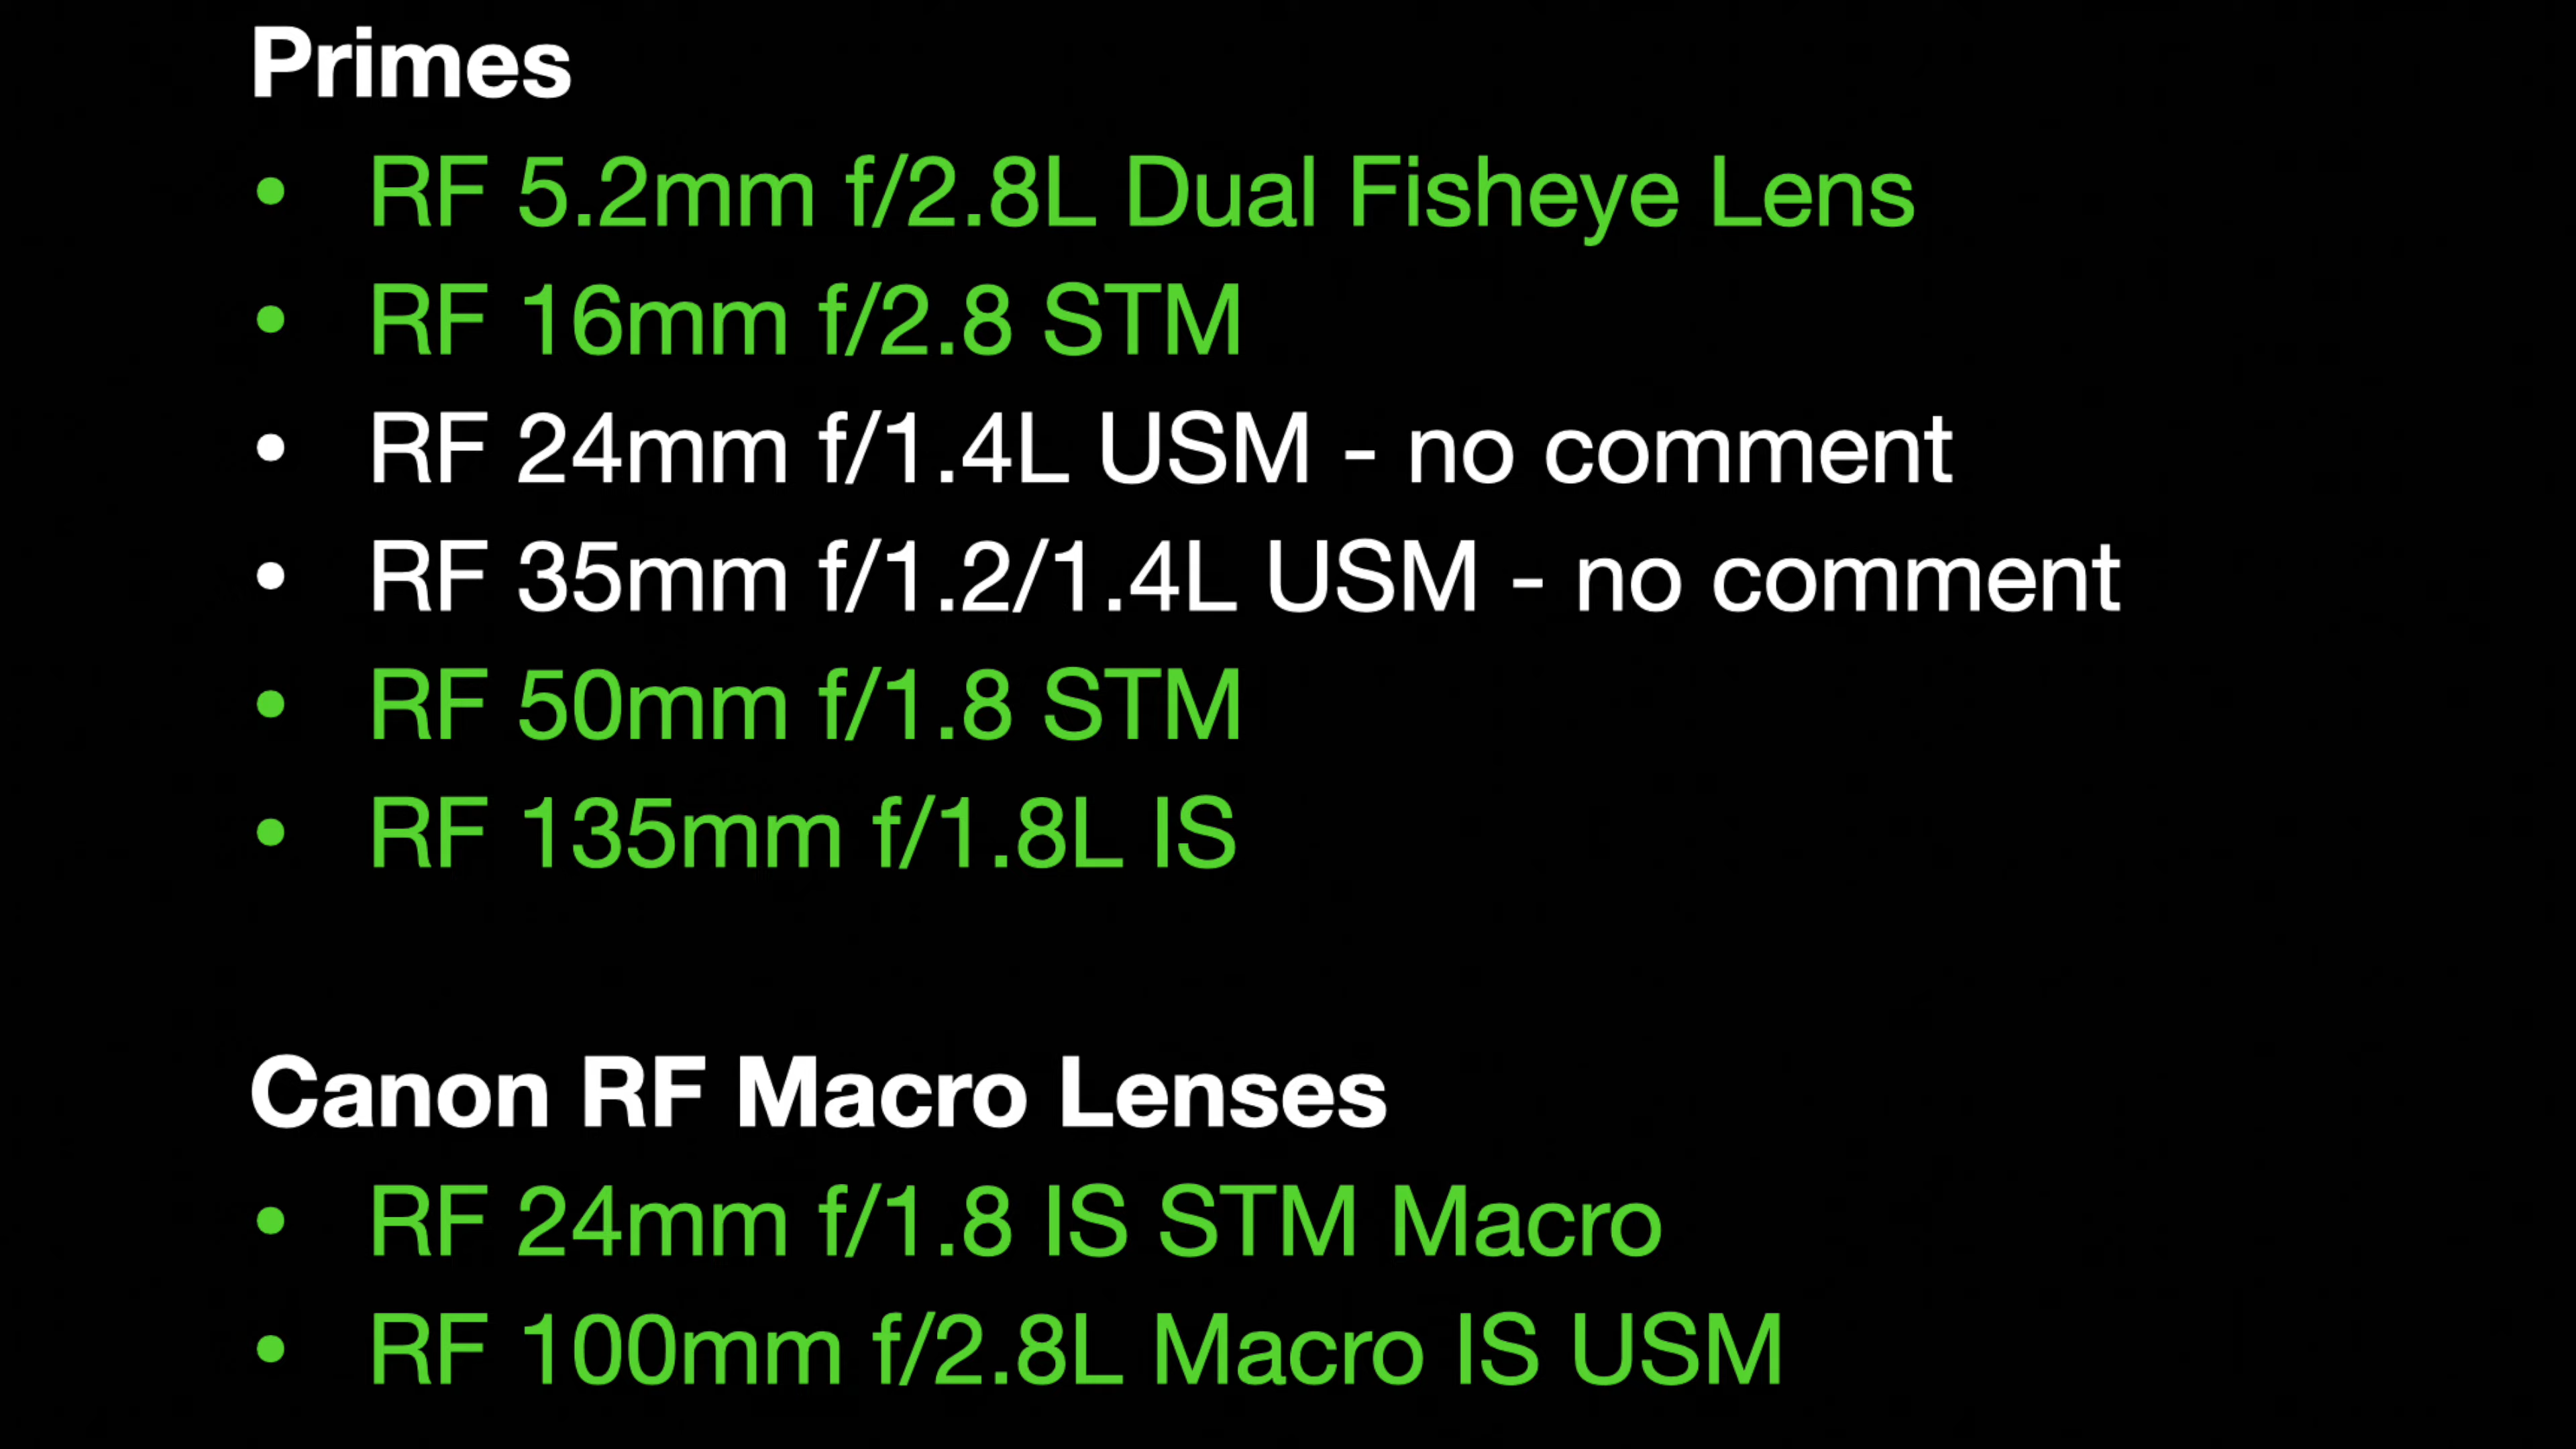 Primes
• RF 5.2mm f/2.8L Dual Fisheye Lens
• RF 16mm f/2.8 STM
• RF 24mm f/1.4L USM - no comment
• RF 35mm f/1.2/1.4L USM - no comment
• RF 50mm f/1.8 STM
• RF 135mm f/1.8L IS
Canon RF Macro Lenses
• RF 24mm f/1.8 IS STM Macro
• RF 100mm f/2.8L Macro IS USM